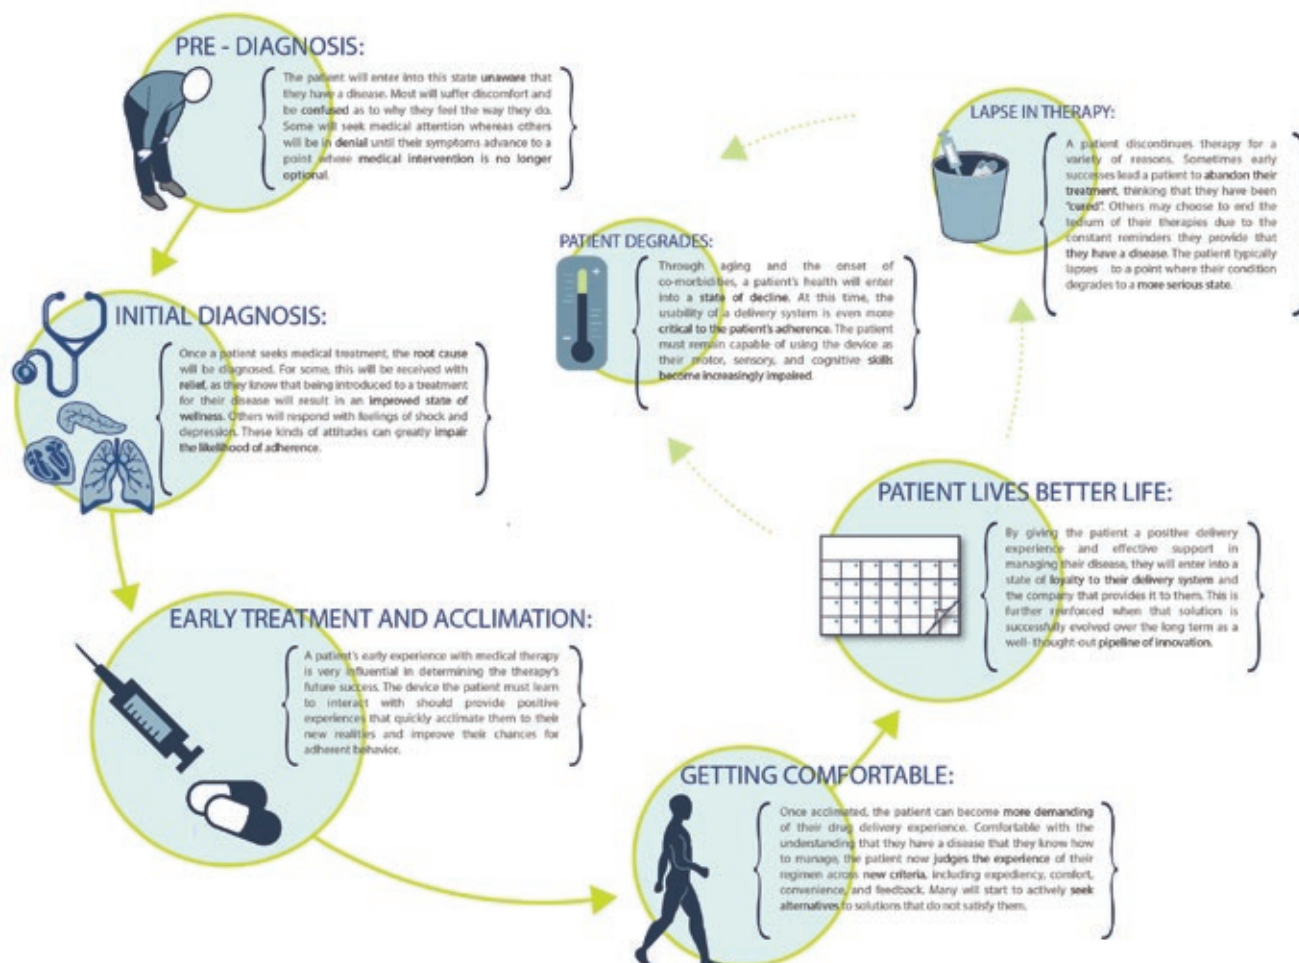 PRE - DIAGNOSIS:
The patient will enter into this state unaware that
they have a disease. Most will suffer discomfort and
be confused as to why they feel the way they do.
Some will seek medical attention whereas others
will be in denial until their symptoms advance to a
point where medical intervention is no longer
optional.
INITIAL DIAGNOSIS:
Once a patient seeks medical treatment, the root cause
will be diagnosed. For some, this will be received with
relief, as they know that being introduced to a treatment
for their disease will result in an improved state of
wellness. Others will respond with feelings of shock and
depression. These kinds of attitudes can greatly impair
the likelihood of adherence.
EARLY TREATMENT AND ACCLIMATION:
A patient's early experience with medical therapy
is very influential in determining the therapy's
future success. The device the patient must learn
to interact with should provide positive
experiences that quickly acclimate them to their
new realities and improve their chances for
adherent behavior.
GETTING COMFORTABLE:
Once acclimated, the patient can become more demanding
of their drug delivery experience. Comfortable with the
understanding that they have a disease that they know how
to manage, the patient now judges the experience of their
regimen across new criteria, including expediency, comfort,
convenience, and feedback. Many will start to actively seek
alternatives to solutions that do not satisfy them.
PATIENT LIVES BETTER LIFE:
By giving the patient a positive delivery
experience and effective support in
managing their disease, they will enter into a
state of loyalty to their delivery system and
the company that provides it to them. This is
further reinforced when that solution is
successfully evolved over the long term as a
well-thought-out pipeline of innovation.
LAPSE IN THERAPY:
A patient discontinues therapy for a
variety of reasons. Sometimes early
successes lead a patient to abandon their
treatment, thinking that they have been
"cured". Others may choose to end the
tedium of their therapies due to the
constant reminders they provide that
they have a disease. The patient typically
lapses to a point where their condition
degrades to a more serious state.
PATIENT DEGRADES:
Through aging and the onset of
co-morbidities, a patient's health will enter
into a state of decline. At this time, the
usability of a delivery system is even more
critical to the patient's adherence. The patient
must remain capable of using the device as
their motor, sensory, and cognitive skills
become increasingly impaired.